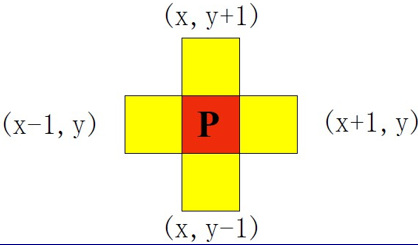 (x, y+1)
(x-1, y)
P
(x+1, y)
(x, y-1)